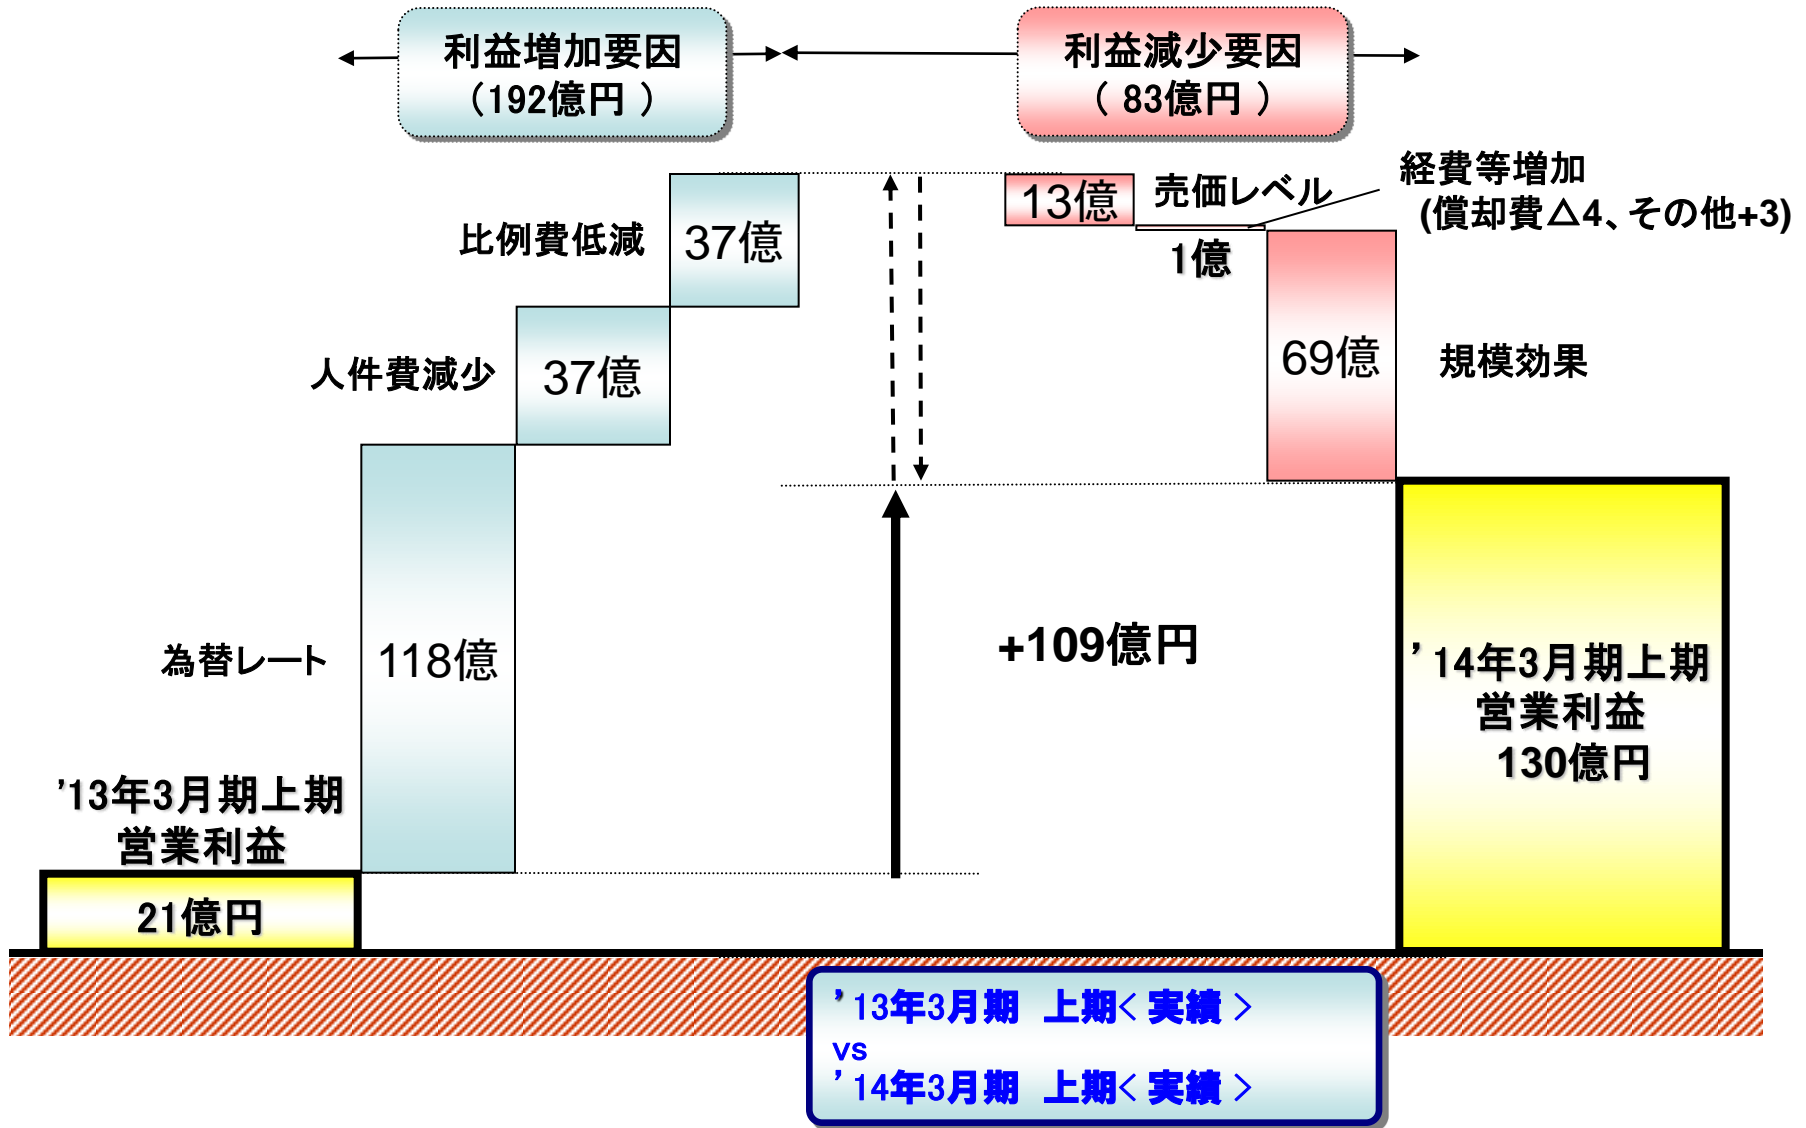 利益増加要因
（192億円 ）
利益減少要因
（ 83億円 ）
経費等増加
(償却費△4、その他+3)
13億
売価レベル
1億
比例費低減
37億
人件費減少
37億
69億
規模効果
為替レート
118億
+109億円
’14年3月期上期
営業利益
130億円
’13年3月期上期
営業利益
21億円
’13年3月期 上期< 実績 >
vs
’14年3月期 上期< 実績 >